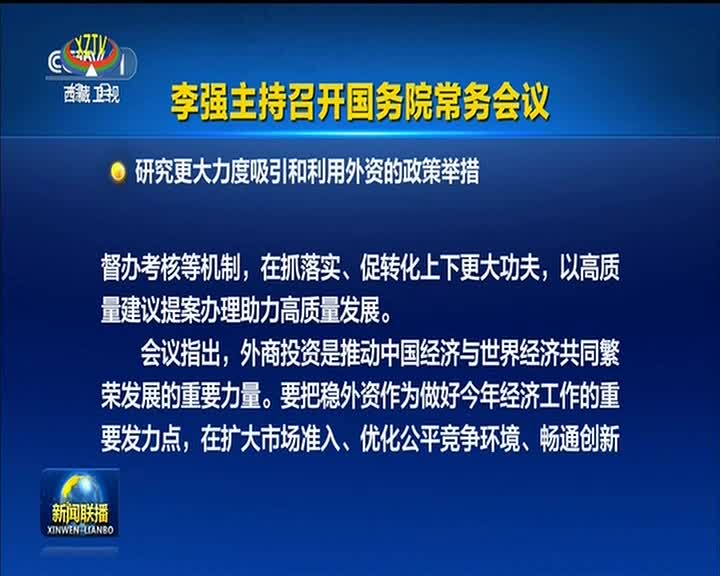 XZTV
西藏卫视
李强主持召开国务院常务会议
研究更大力度吸引和利用外资的政策举措
督办考核等机制，在抓落实、促转化上下更大功夫，以高质
量建议提案办理助力高质量发展。
会议指出，外商投资是推动中国经济与世界经济共同繁
荣发展的重要力量。要把稳外资作为做好今年经济工作的重
要发力点，在扩大市场准入、优化公平竞争环境、畅通创新
新闻联播
XINWEN-LIANBO